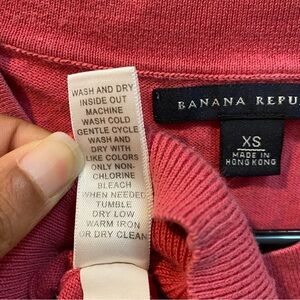 WASH AND DRY
INSIDE OUT
MACHINE
WASH COLD
GENTLE CYCLE
WASH AND
DRY WITH
LIKE COLORS
ONLY NON-
CHLORINE
BLEACH
WHEN NEEDED
TUMBLE
DRY LOW
WARM IRON
OR DRY CLEAN
BANANA REPU
XS
MADE IN
HONG KONG